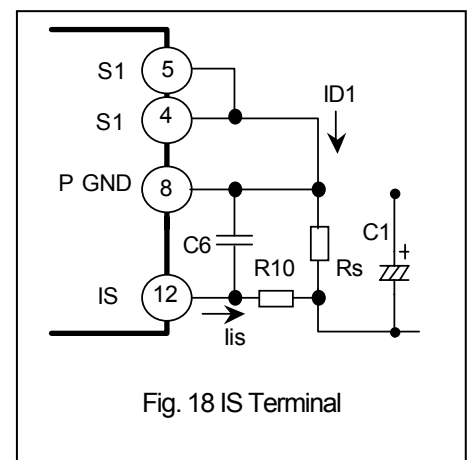 S1 5
ID1
S1 4
P GND 8
C1
+
C6
R10 Rs
IS 12
Iis
Fig. 18 IS Terminal